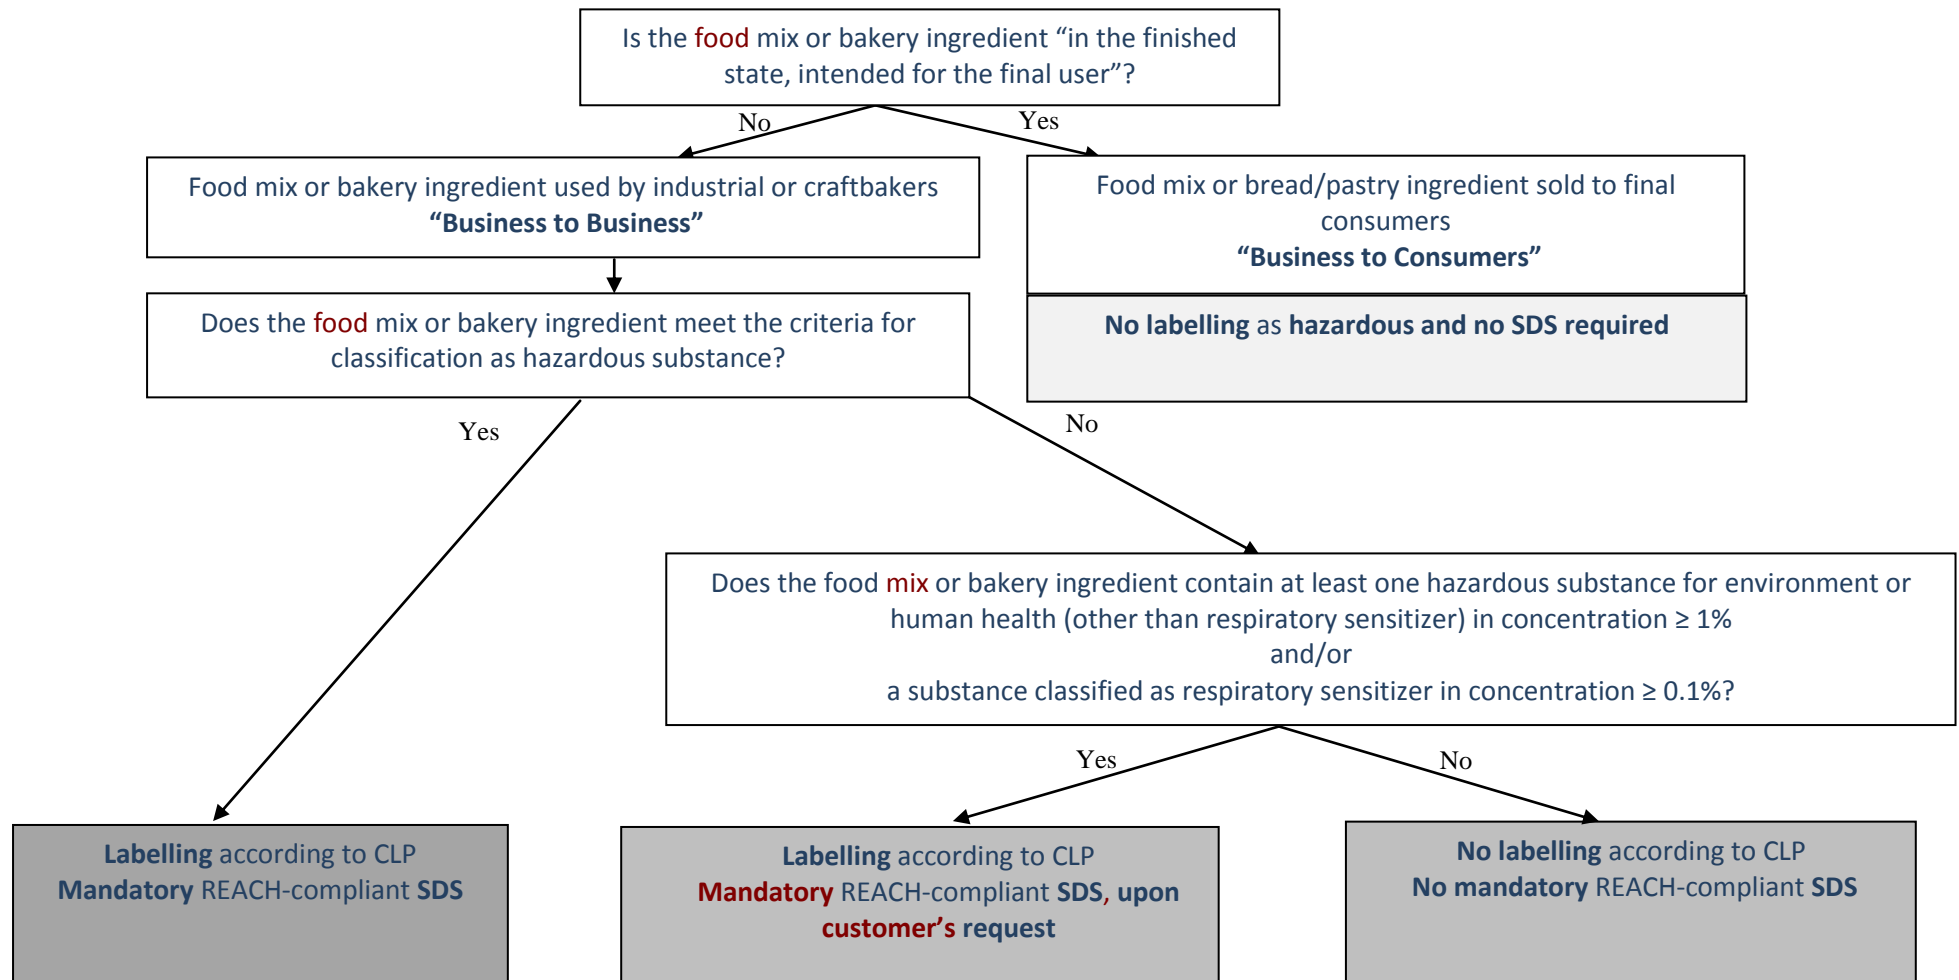 Is the food mix or bakery ingredient “in the finished
state, intended for the final user”?
No
Yes
Food mix or bakery ingredient used by industrial or craftbakers
“Business to Business”
Food mix or bread/pastry ingredient sold to final
consumers
“Business to Consumers”
Does the food mix or bakery ingredient meet the criteria for
classification as hazardous substance?
No labelling as hazardous and no SDS required
Yes
No
Does the food mix or bakery ingredient contain at least one hazardous substance for environment or
human health (other than respiratory sensitizer) in concentration ≥ 1%
and/or
a substance classified as respiratory sensitizer in concentration ≥ 0.1%?
Yes
No
Labelling according to CLP
Mandatory REACH-compliant SDS
Labelling according to CLP
Mandatory REACH-compliant SDS, upon
customer’s request
No labelling according to CLP
No mandatory REACH-compliant SDS